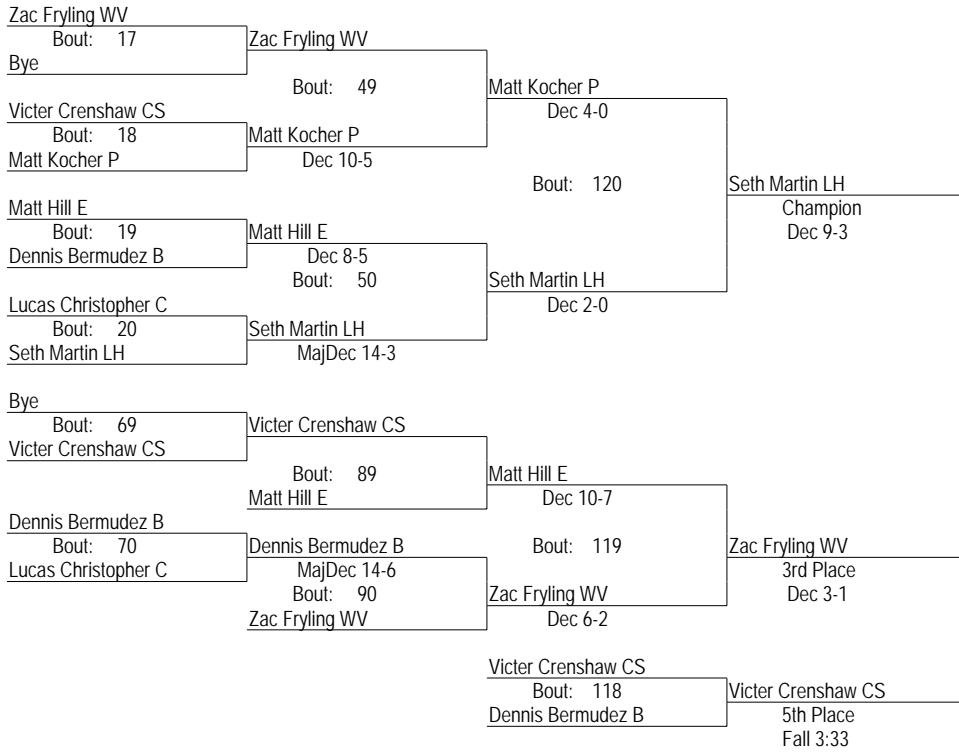 Zac Fryling WV
Bout: 17
Zac Fryling WV
Bye
Bout: 49
Matt Kocher P
Victer Crenshaw CS
Dec 4-0
Bout: 18
Matt Kocher P
Matt Kocher P
Dec 10-5
Bout: 120
Seth Martin LH
Matt Hill E
Champion
Bout: 19
Matt Hill E
Dec 9-3
Dennis Bermudez B
Dec 8-5
Bout: 50
Seth Martin LH
Lucas Christopher C
Dec 2-0
Bout: 20
Seth Martin LH
Seth Martin LH
MajDec 14-3
Bye
Bout: 69
Victer Crenshaw CS
Victer Crenshaw CS
Bout: 89
Matt Hill E
Matt Hill E
Dec 10-7
Dennis Bermudez B
Bout: 70
Dennis Bermudez B
Bout: 119
Zac Fryling WV
Lucas Christopher C
MajDec 14-6
3rd Place
Bout: 90
Zac Fryling WV
Dec 3-1
Zac Fryling WV
Dec 6-2
Victer Crenshaw CS
Bout: 118
Victer Crenshaw CS
Dennis Bermudez B
5th Place
Fall 3:33